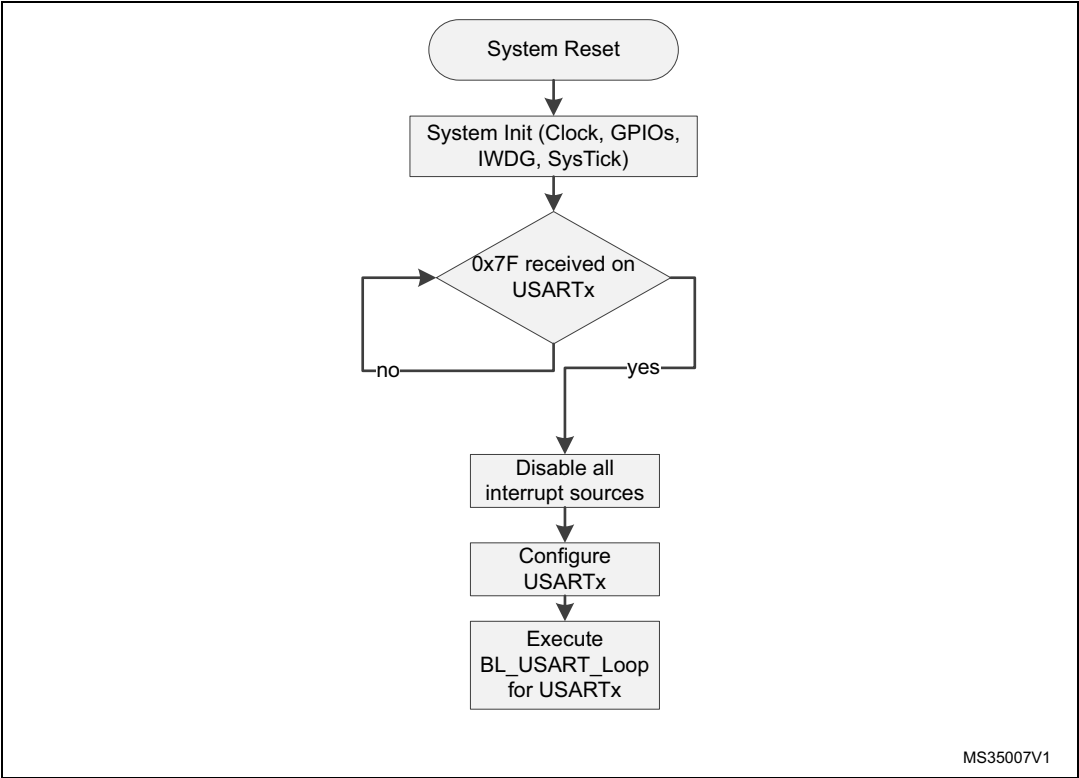 System Reset
System Init (Clock, GPIOs,
IWDG, SysTick)
0x7F received on
USARTx
no
yes
Disable all
interrupt sources
Configure
USARTx
Execute
BL_USART_Loop
for USARTx
MS35007V1